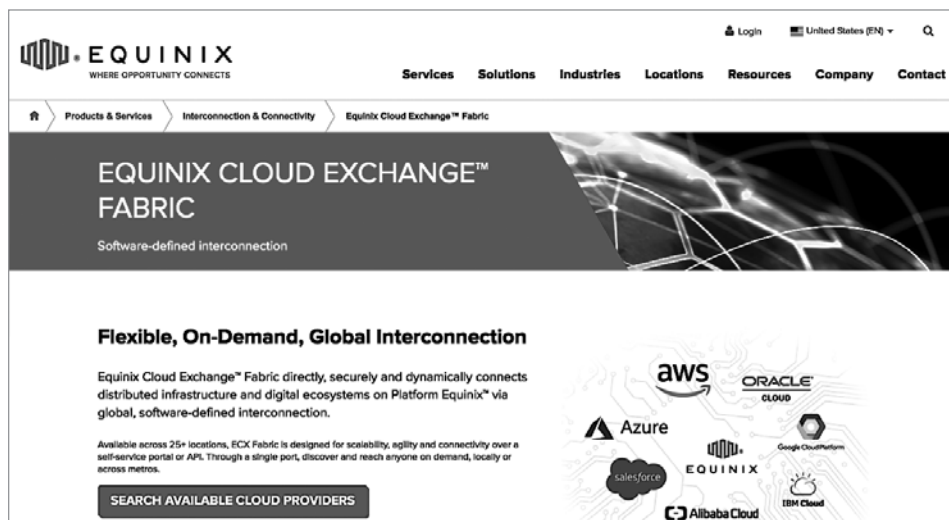 Login United States (EN)
EQUINIX
WHERE OPPORTUNITY CONNECTS
Services Solutions Industries Locations Resources Company Contact
Products & Services Interconnection & Connectivity Equinix Cloud Exchange™ Fabric
EQUINIX CLOUD EXCHANGE™
FABRIC
Software-defined interconnection
Flexible, On-Demand, Global Interconnection
Equinix Cloud Exchange™ Fabric directly, securely and dynamically connects
distributed infrastructure and digital ecosystems on Platform Equinix™ via
global, software-defined interconnection.
Available across 25+ locations, ECX Fabric is designed for scalability, agility and connectivity over a
self-service portal or API. Through a single port, discover and reach anyone on demand, locally or
across metros.
SEARCH AVAILABLE CLOUD PROVIDERS
aws
ORACLE
CLOUD
Azure
Google Cloud Platform
EQUINIX
salesforce
IBM Cloud
Alibaba Cloud